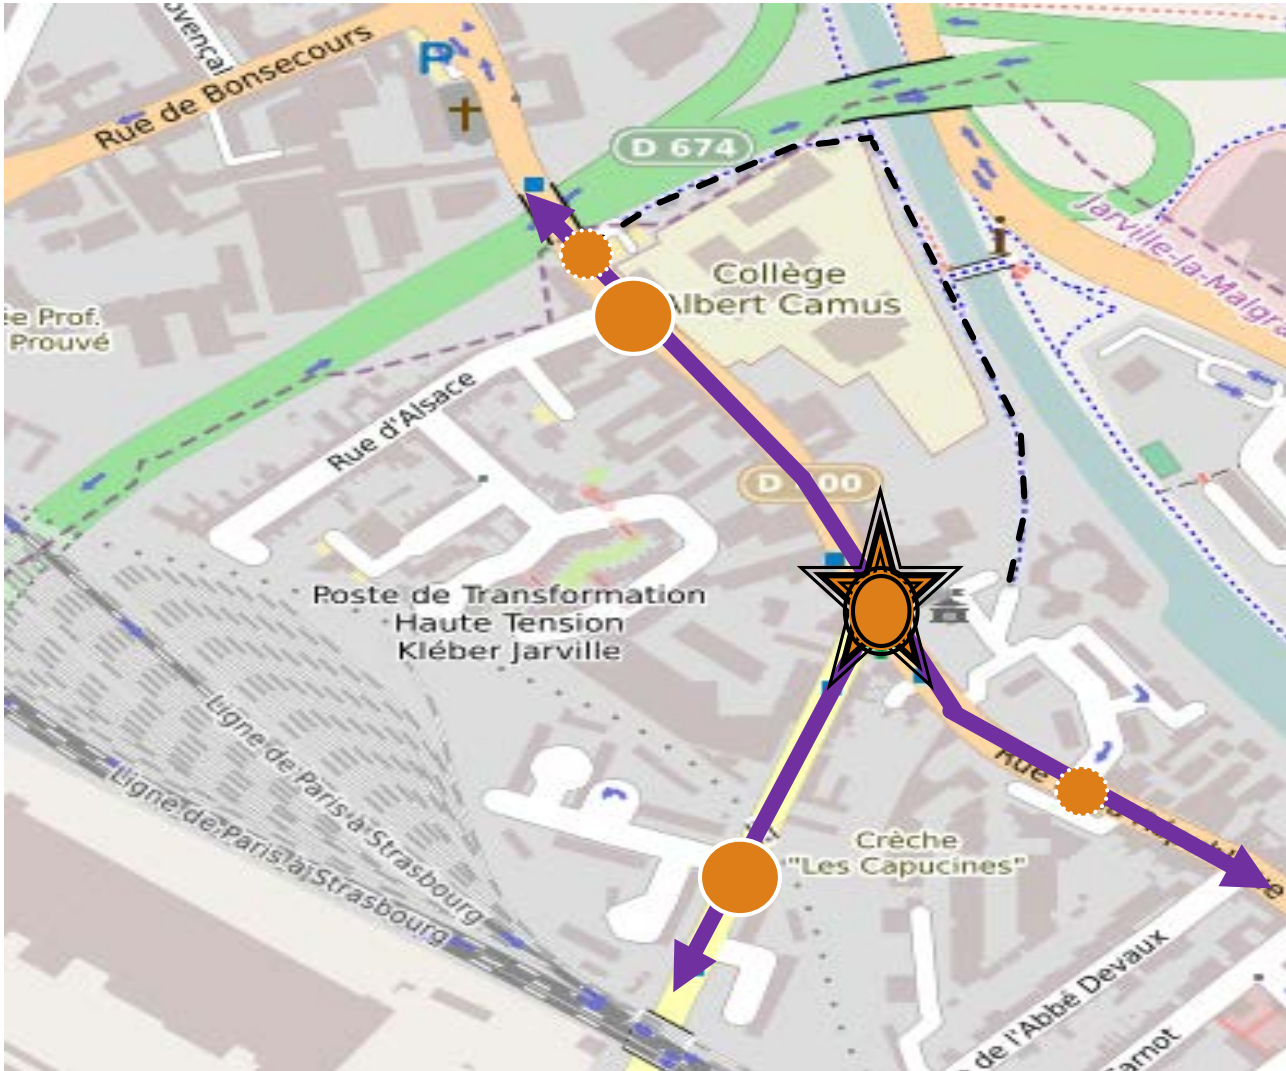 Rue de Bonsecours
P
D 674
i
Jarville-la-Malgra
Collège
Albert Camus
Prof.
Prouvé
Rue d'Alsace
Poste de Transformation
Haute Tension
Kléber Jarville
Ligne de Paris à Strasbourg
Ligne de Paris à Strasbourg
Rue
Crèche
"Les Capucines"
de l'Abbé Devaux